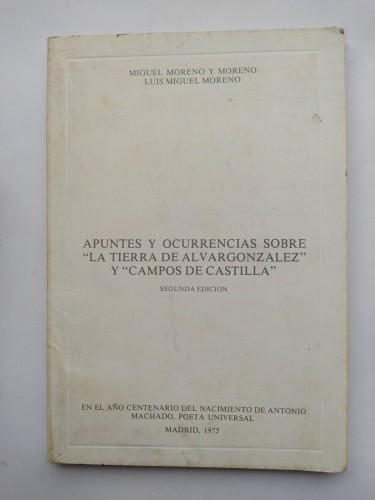 MIGUEL MORENO Y MORENO
LUIS MIGUEL MORENO
APUNTES Y OCURRENCIAS SOBRE
“LA TIERRA DE ALVARGONZALEZ”
Y “CAMPOS DE CASTILLA”
SEGUNDA EDICION
EN EL AÑO CENTENARIO DEL NACIMIENTO DE ANTONIO
MACHADO, POETA UNIVERSAL
MADRID, 1975